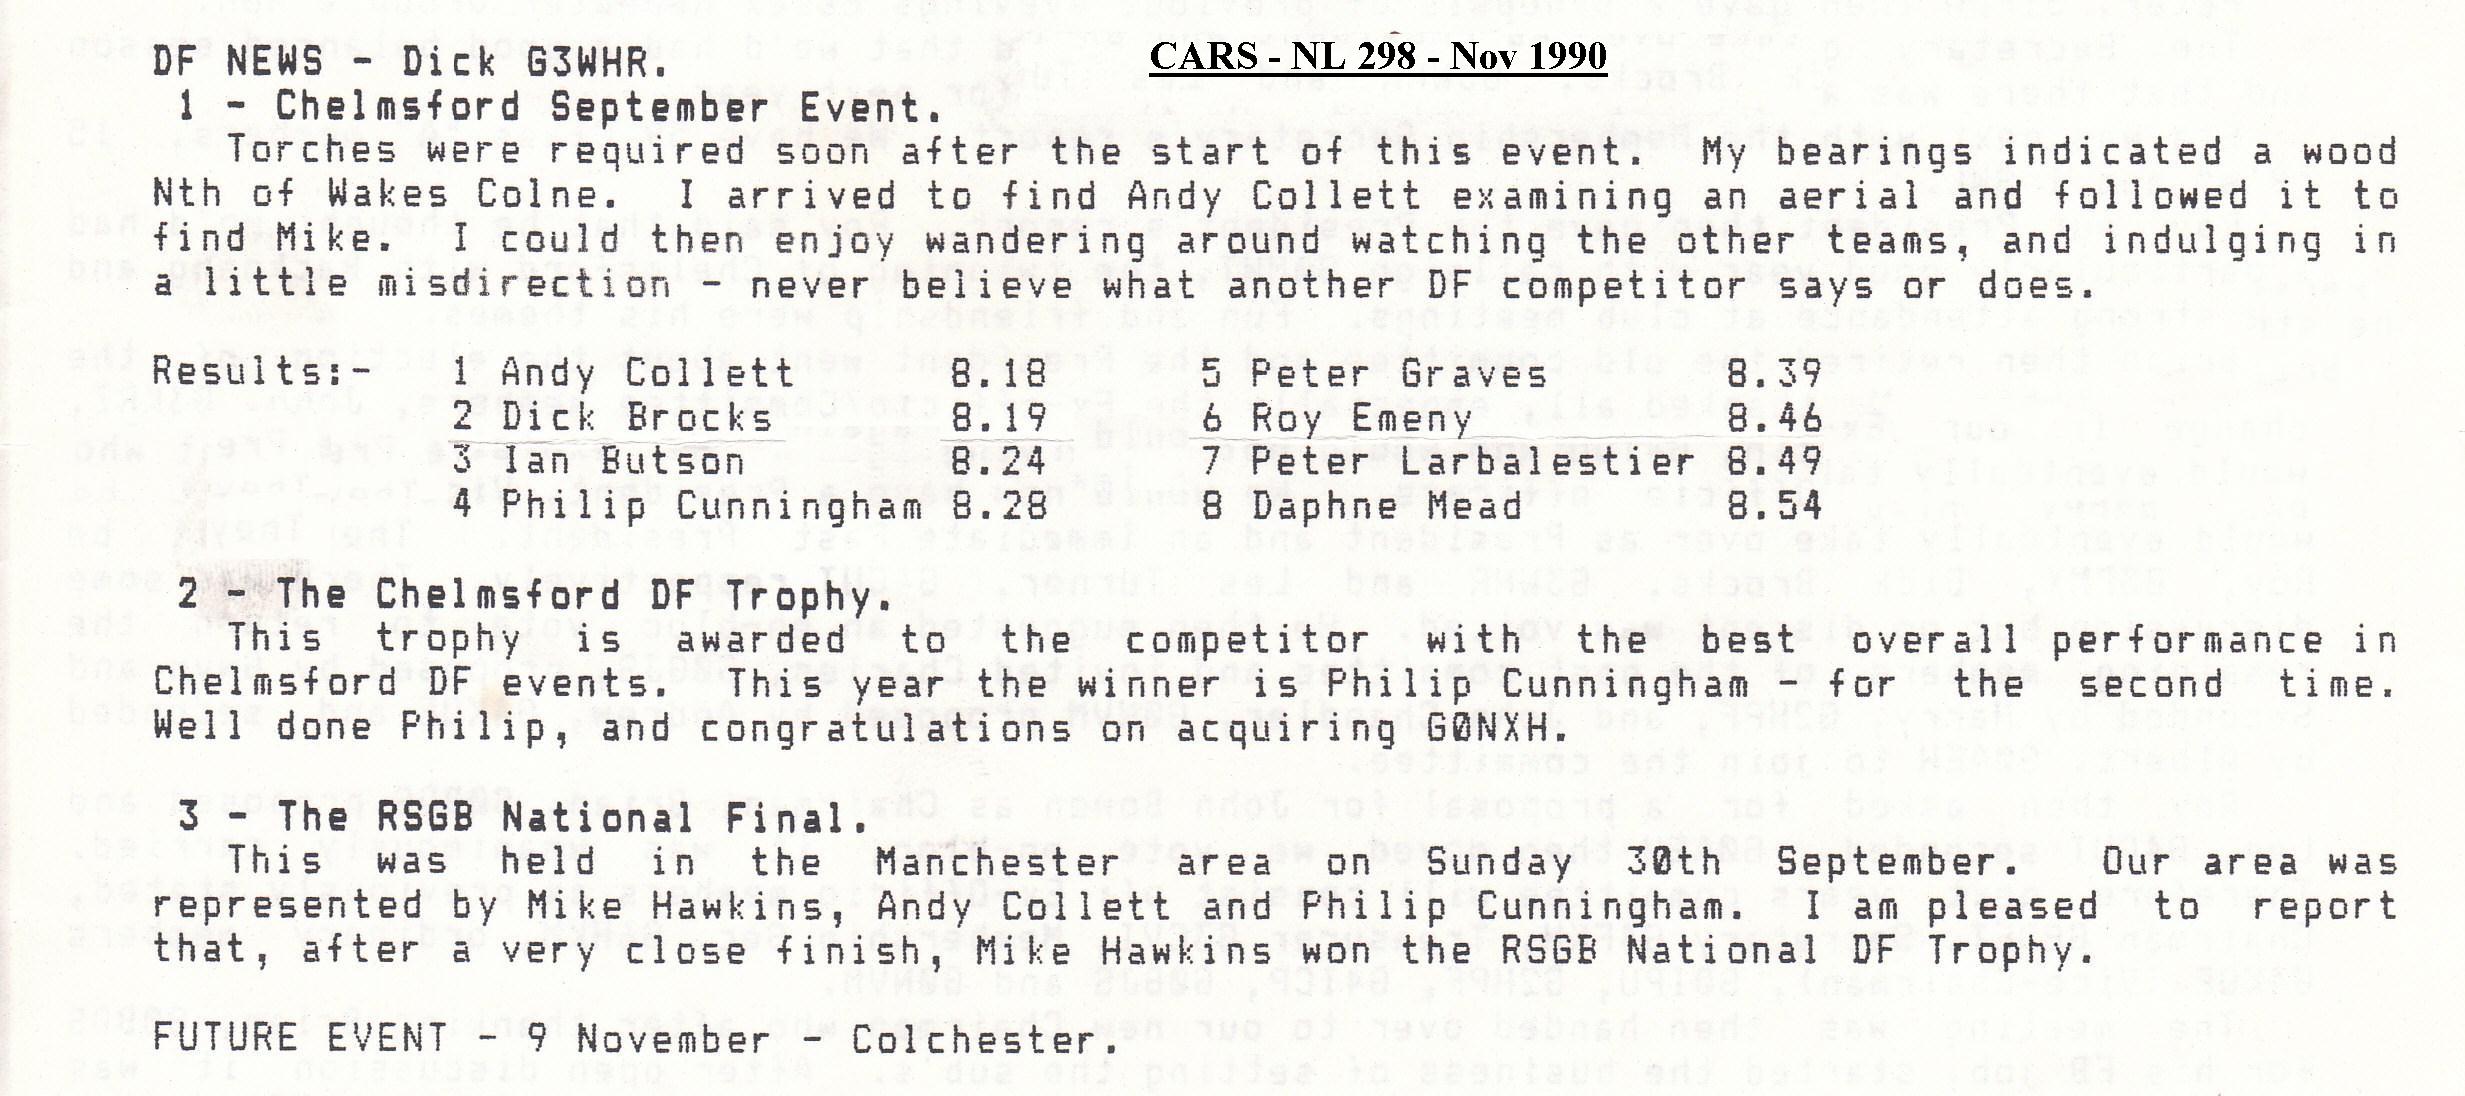 DF NEWS - Dick G3WHR.
CARS - NL 298 - Nov 1990
1 - Chelmsford September Event.
Torches were required soon after the start of this event. My bearings indicated a wood
Nth of Wakes Colne. I arrived to find Andy Collett examining an aerial and followed it to
find Mike. I could then enjoy wandering around watching the other teams, and indulging in
a little misdirection - never believe what another DF competitor says or does.
Results:- 1 Andy Collett 8.18 5 Peter Graves 8.39
2 Dick Brocks 8.19 6 Roy Emeny 8.46
3 Ian Butson 8.24 7 Peter Larbalestier 8.49
4 Philip Cunningham 8.28 8 Daphne Mead 8.54
2 - The Chelmsford DF Trophy.
This trophy is awarded to the competitor with the best overall performance in
Chelmsford DF events. This year the winner is Philip Cunningham - for the second time.
Well done Philip, and congratulations on acquiring GØNXH.
3 - The RSGB National Final.
This was held in the Manchester area on Sunday 30th September. Our area was
represented by Mike Hawkins, Andy Collett and Philip Cunningham. I am pleased to report
that, after a very close finish, Mike Hawkins won the RSGB National DF Trophy.
FUTURE EVENT - 9 November - Colchester.